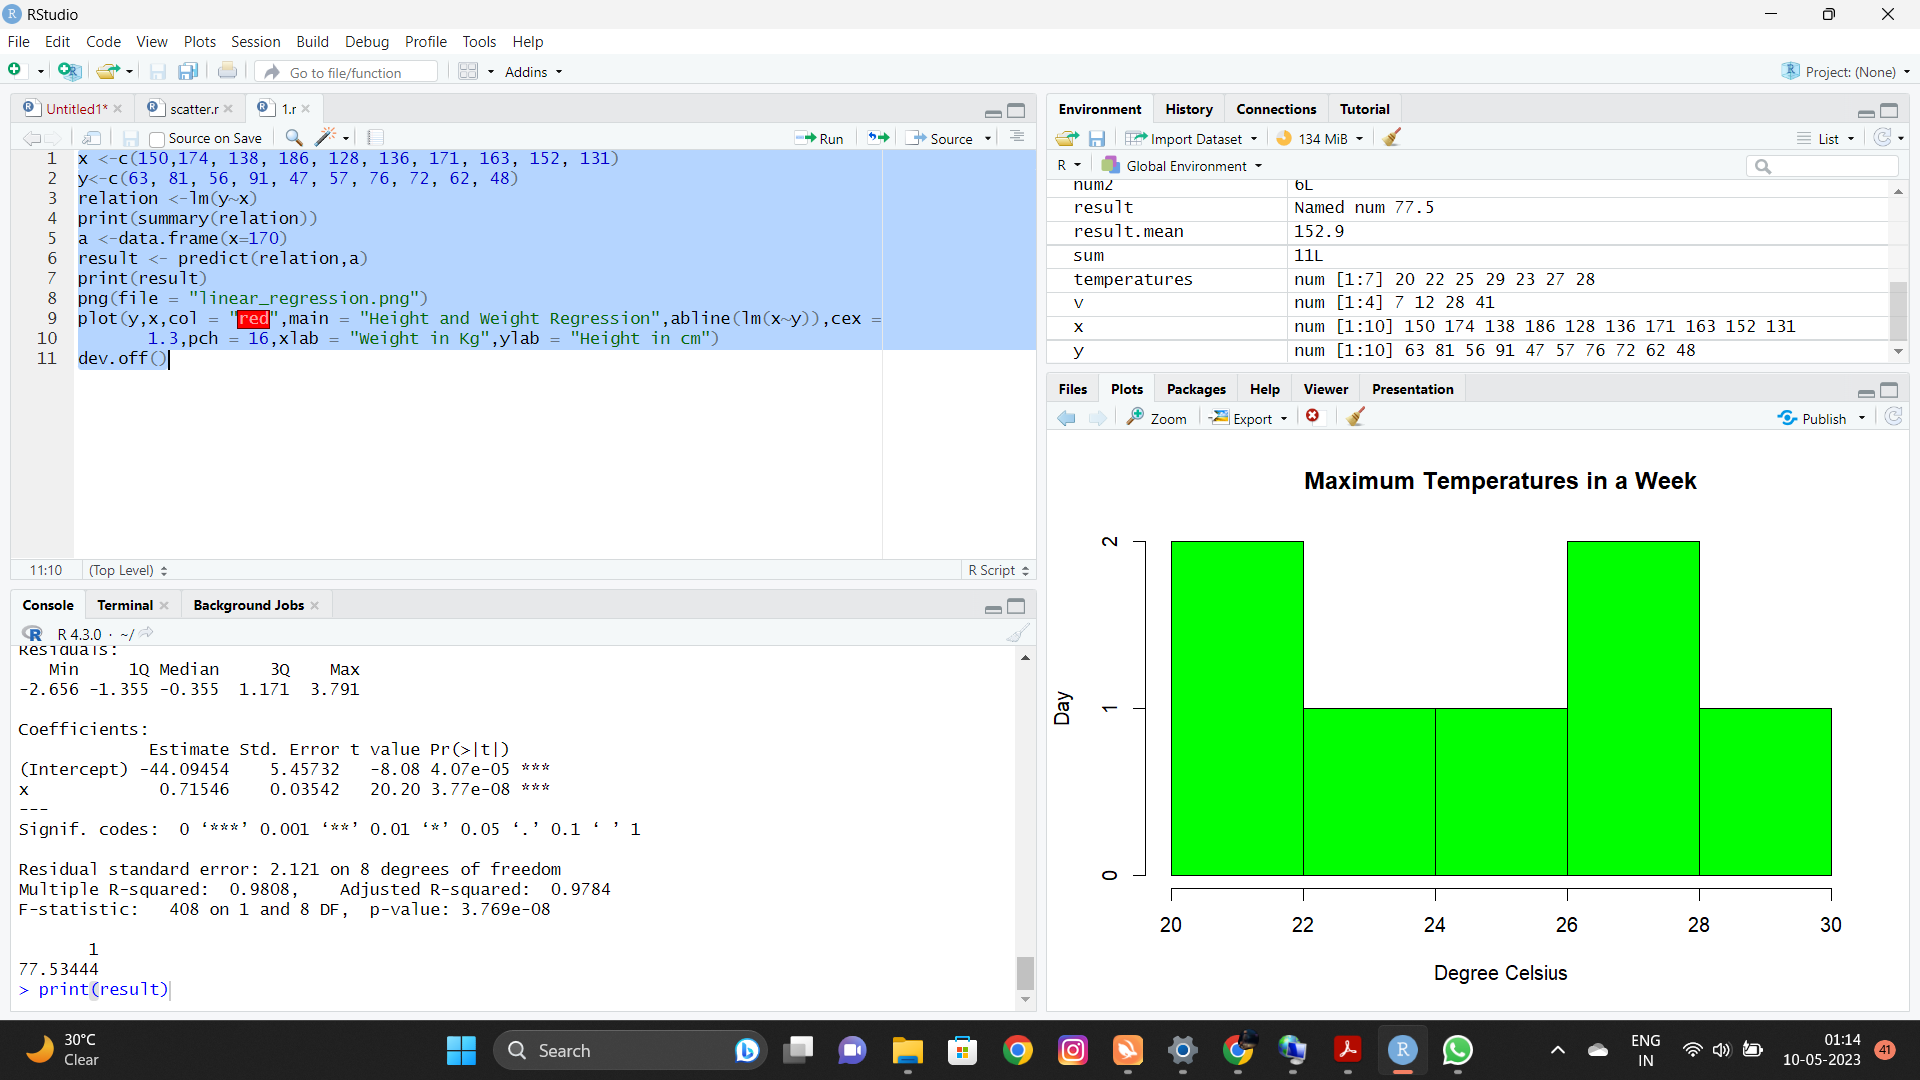 RStudio
File Edit Code View Plots Session Build Debug Profile Tools Help
Go to file/function Addins Project: (None)
Untitled1* scatter.r 1.r
Source on Save Run Source
1 x <-c(150,174, 138, 186, 128, 136, 171, 163, 152, 131)
2 y<-c(63, 81, 56, 91, 47, 57, 76, 72, 62, 48)
3 relation <-lm(y~x)
4 print(summary(relation))
5 a <-data.frame(x=170)
6 result <- predict(relation,a)
7 print(result)
8 png(file = "linear_regression.png")
9 plot(y,x,col = "red",main = "Height and Weight Regression",abline(lm(x~y)),cex =
10 1.3,pch = 16,xlab = "Weight in Kg",ylab = "Height in cm")
11 dev.off()
11:10 (Top Level) R Script
Console Terminal Background Jobs
R 4.3.0 · ~/
Residuals:
Min 1Q Median 3Q Max
-2.656 -1.355 -0.355 1.171 3.791
Coefficients:
Estimate Std. Error t value Pr(>|t|)
(Intercept) -44.09454 5.45732 -8.08 4.07e-05 ***
x 0.71546 0.03542 20.20 3.77e-08 ***
---
Signif. codes: 0 ‘***’ 0.001 ‘**’ 0.01 ‘*’ 0.05 ‘.’ 0.1 ‘ ’ 1
Residual standard error: 2.121 on 8 degrees of freedom
Multiple R-squared: 0.9808, Adjusted R-squared: 0.9784
F-statistic: 408 on 1 and 8 DF, p-value: 3.769e-08
1
77.53444
> print(result)
Environment History Connections Tutorial
Import Dataset 134 MiB List
R Global Environment
num2 6L
result Named num 77.5
result.mean 152.9
sum 11L
temperatures num [1:7] 20 22 25 29 23 27 28
v num [1:4] 7 12 28 41
x num [1:10] 150 174 138 186 128 136 171 163 152 131
y num [1:10] 63 81 56 91 47 57 76 72 62 48
Files Plots Packages Help Viewer Presentation
Zoom Export Publish
Maximum Temperatures in a Week
Day
2
1
0
20 22 24 26 28 30
Degree Celsius
30°C
Clear
Search
ENG
IN
01:14
10-05-2023
41